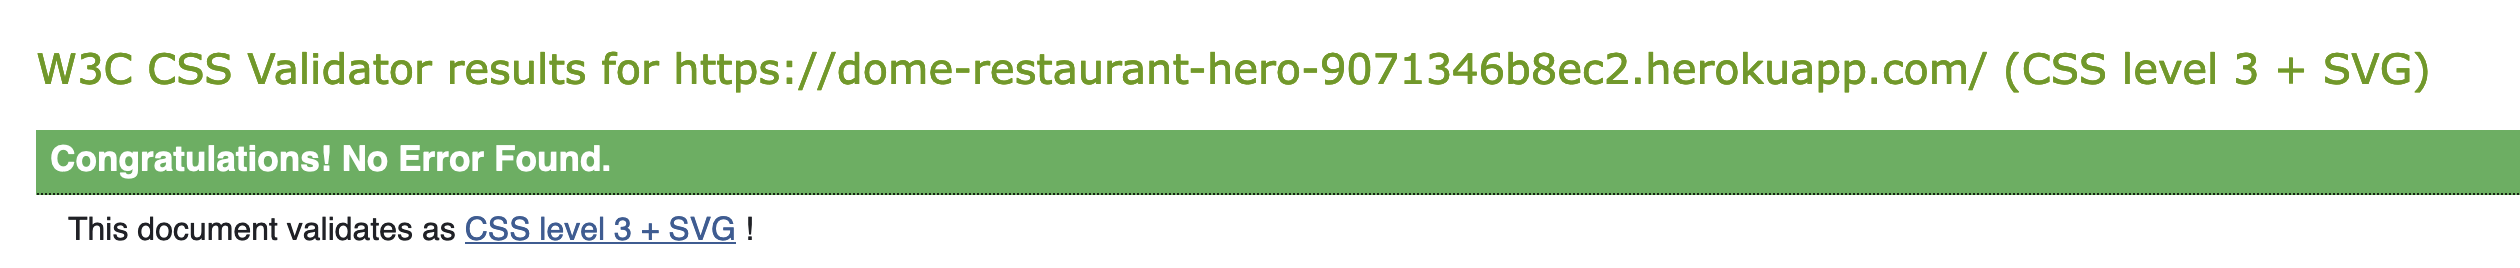 W3C CSS Validator results for https://dome-restaurant-hero-9071346b8ec2.herokuapp.com/ (CSS level 3 + SVG)
Congratulations! No Error Found.
This document validates as CSS level 3 + SVG !